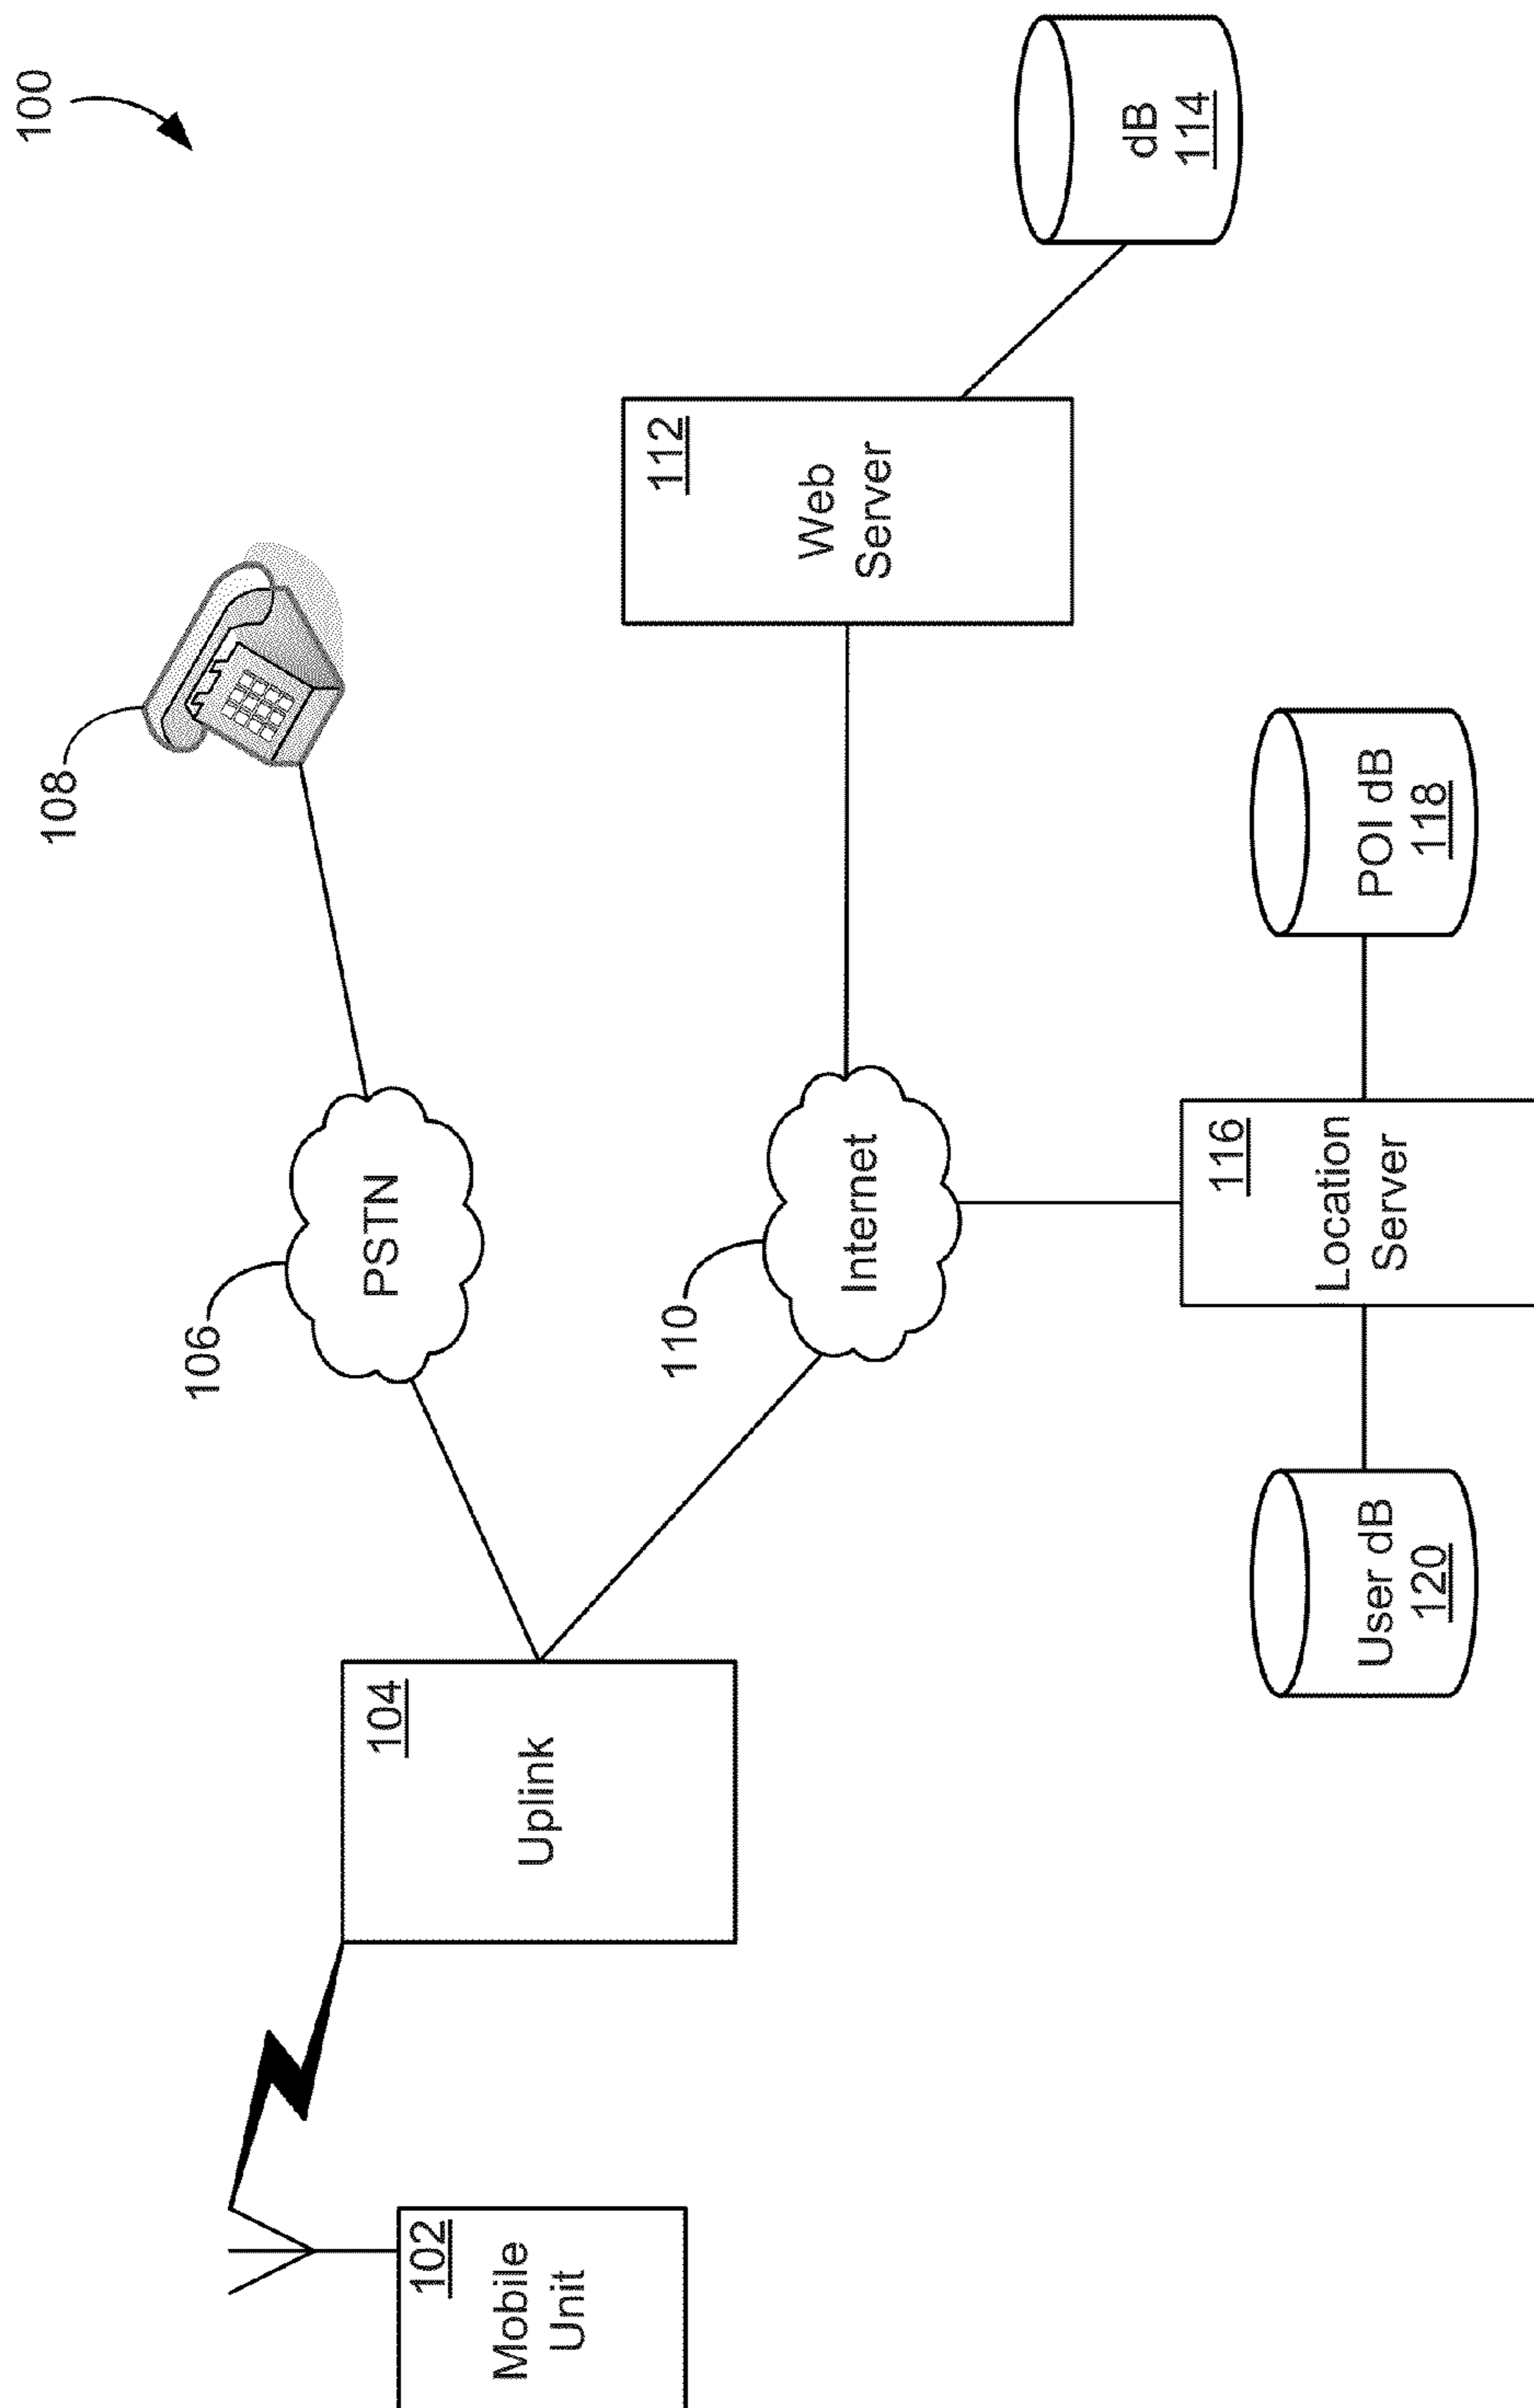 100
108
106
PSTN
102
Mobile
Unit
104
Uplink
110
Internet
112
Web
Server
dB
114
116
Location
Server
User dB
120
POI dB
118